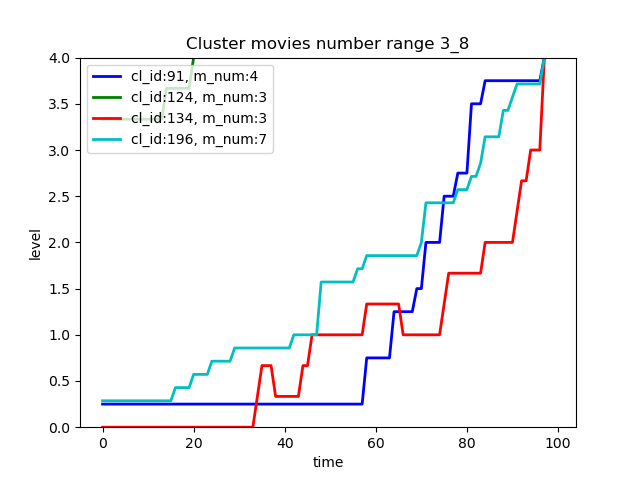 Cluster movies number range 3_8
cl_id:91, m_num:4
cl_id:124, m_num:3
cl_id:134, m_num:3
cl_id:196, m_num:7
level
4.0
3.5
3.0
2.5
2.0
1.5
1.0
0.5
0.0
0 20 40 60 80 100
time